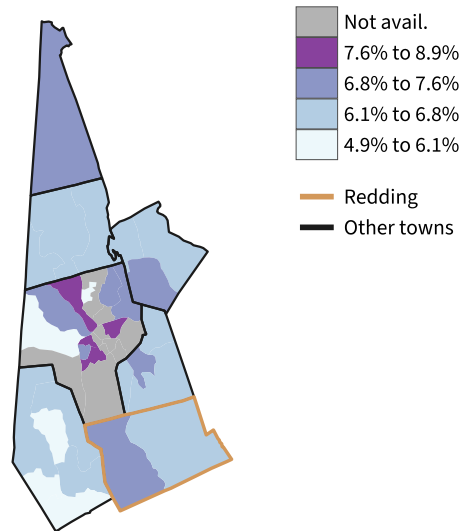 Not avail.
7.6% to 8.9%
6.8% to 7.6%
6.1% to 6.8%
4.9% to 6.1%
Redding
Other towns